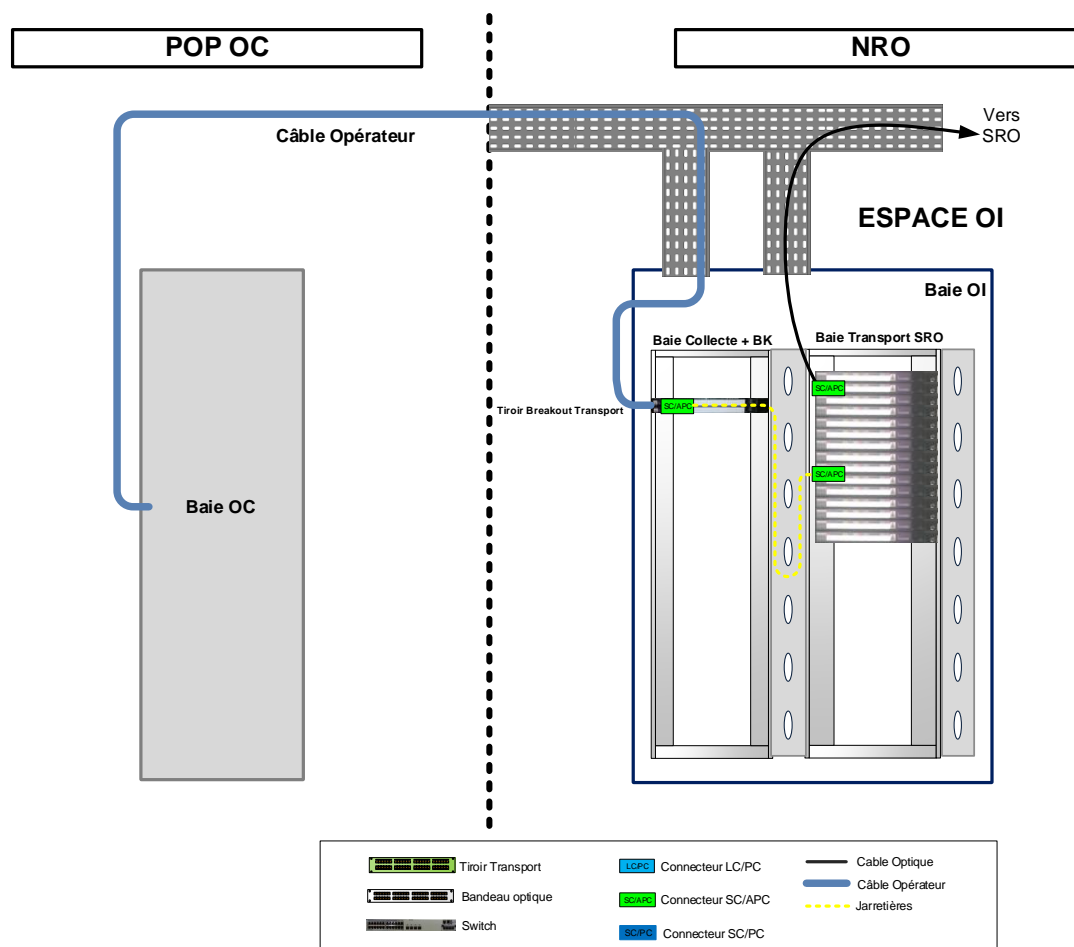 POP OC
NRO
Câble Opérateur
Vers
SRO
ESPACE OI
Baie OI
Baie Collecte + BK
Baie Transport SRO
SC/APC
Tiroir Breakout Transport
SC/APC
SC/APC
Baie OC
Tiroir Transport
LC/PC
Connecteur LC/PC
Cable Optique
Câble Opérateur
Bandeau optique
SC/APC
Connecteur SC/APC
Jarretières
Switch
SC/PC
Connecteur SC/PC